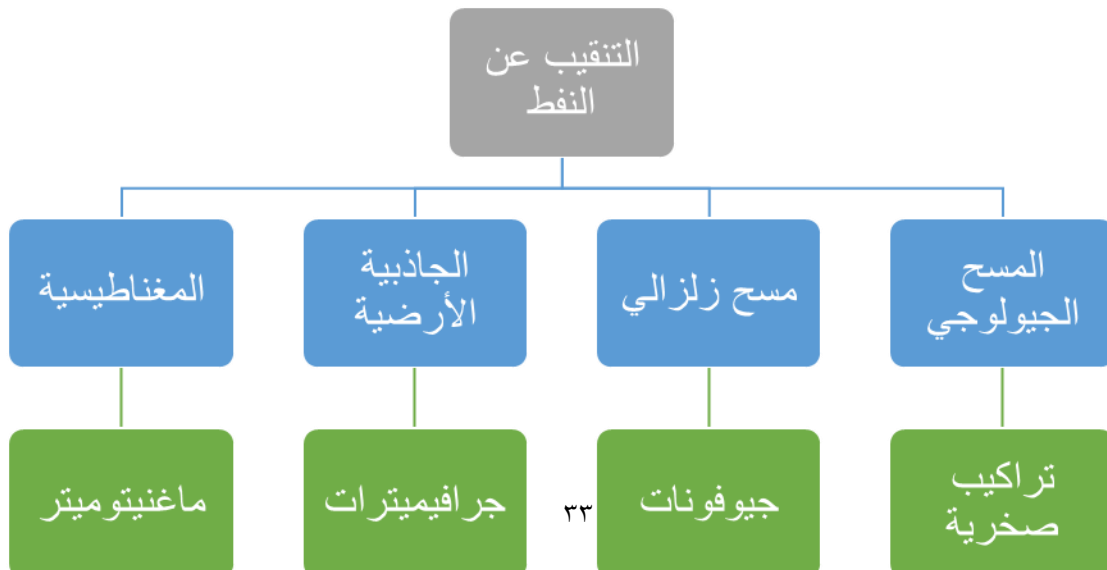 التنقيب عن
النفط
المسح
الجيولوجي
مسح زلزالي
الجاذبية
الأرضية
المغناطيسية
تراكيب
صخرية
جيوفونات
٣٣
جرافيميترات
ماغنيتوميتر